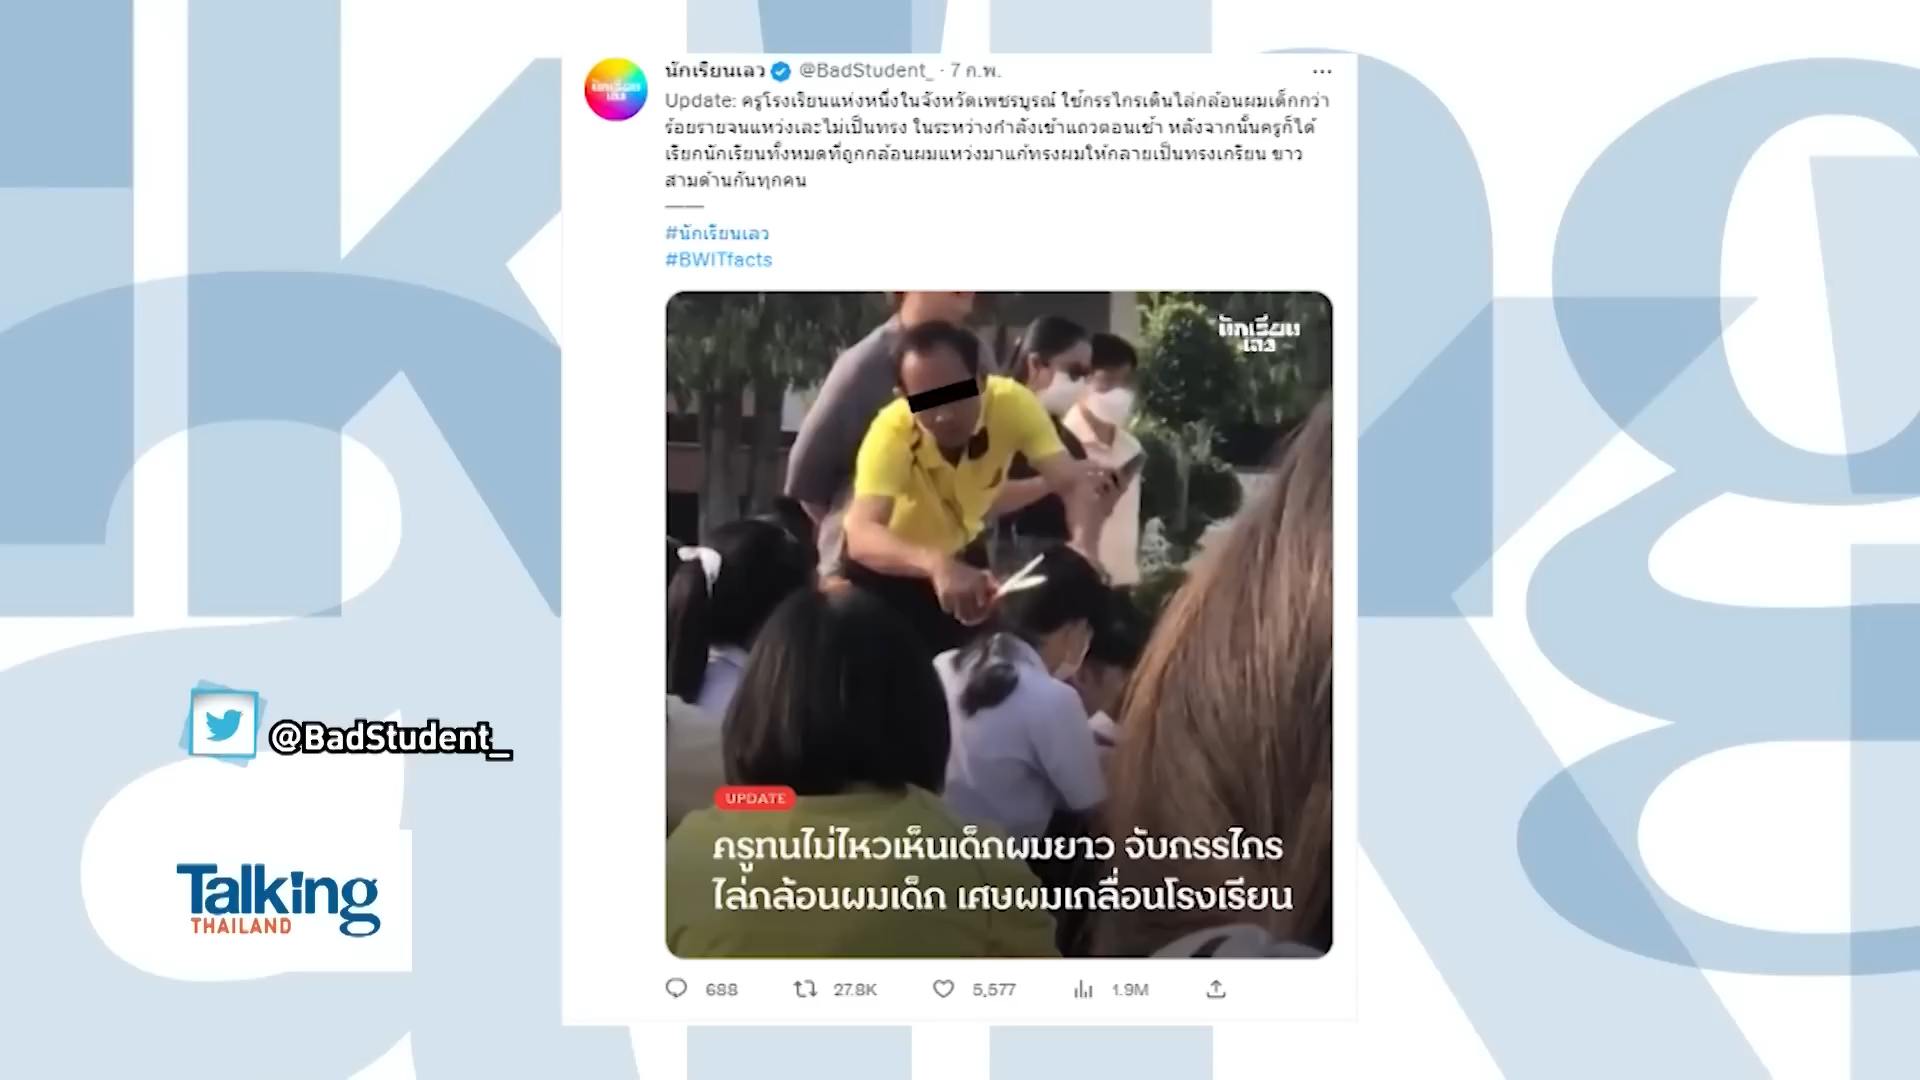 นักเรียนเลว @BadStudent_ · 7 ก.พ.
Update: ครูโรงเรียนแห่งหนึ่งในจังหวัดเพชรบูรณ์ ใช้กรรไกรเดินไล่กล้อนผมเด็กกว่า
ร้อยรายจนแหว่งเละไม่เป็นทรง ในระหว่างกำลังเข้าแถวตอนเช้า หลังจากนั้นครูก็ได้
เรียกนักเรียนทั้งหมดที่ถูกกล้อนผมแหว่งมาแก้ทรงผมให้กลายเป็นทรงเกรียน ขาว
สามด้านกันทุกคน
——
#นักเรียนเลว
#BWITfacts
นักเรียน
เลว
UPDATE
ครูทนไม่ไหวเห็นเด็กผมยาว จับกรรไกร
ไล่กล้อนผมเด็ก เศษผมเกลื่อนโรงเรียน
688 27.8K 5,577 1.9M
@BadStudent_
Talking
THAILAND